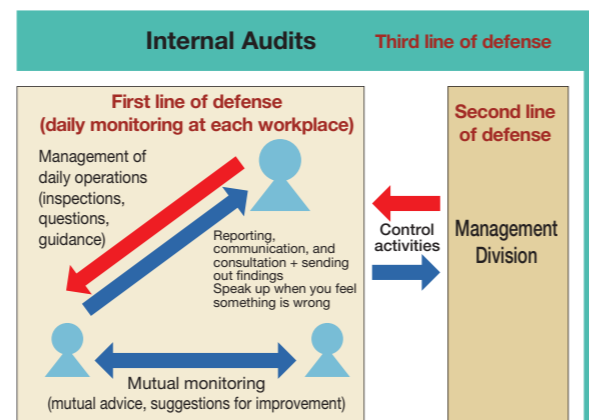 Internal Audits
Third line of defense
First line of defense
(daily monitoring at each workplace)
Management of
daily operations
(inspections,
questions,
guidance)
Reporting,
communication, and
consultation + sending
out findings
Speak up when you feel
something is wrong
Mutual monitoring
(mutual advice, suggestions for improvement)
Control
activities
Second line
of defense
Management
Division